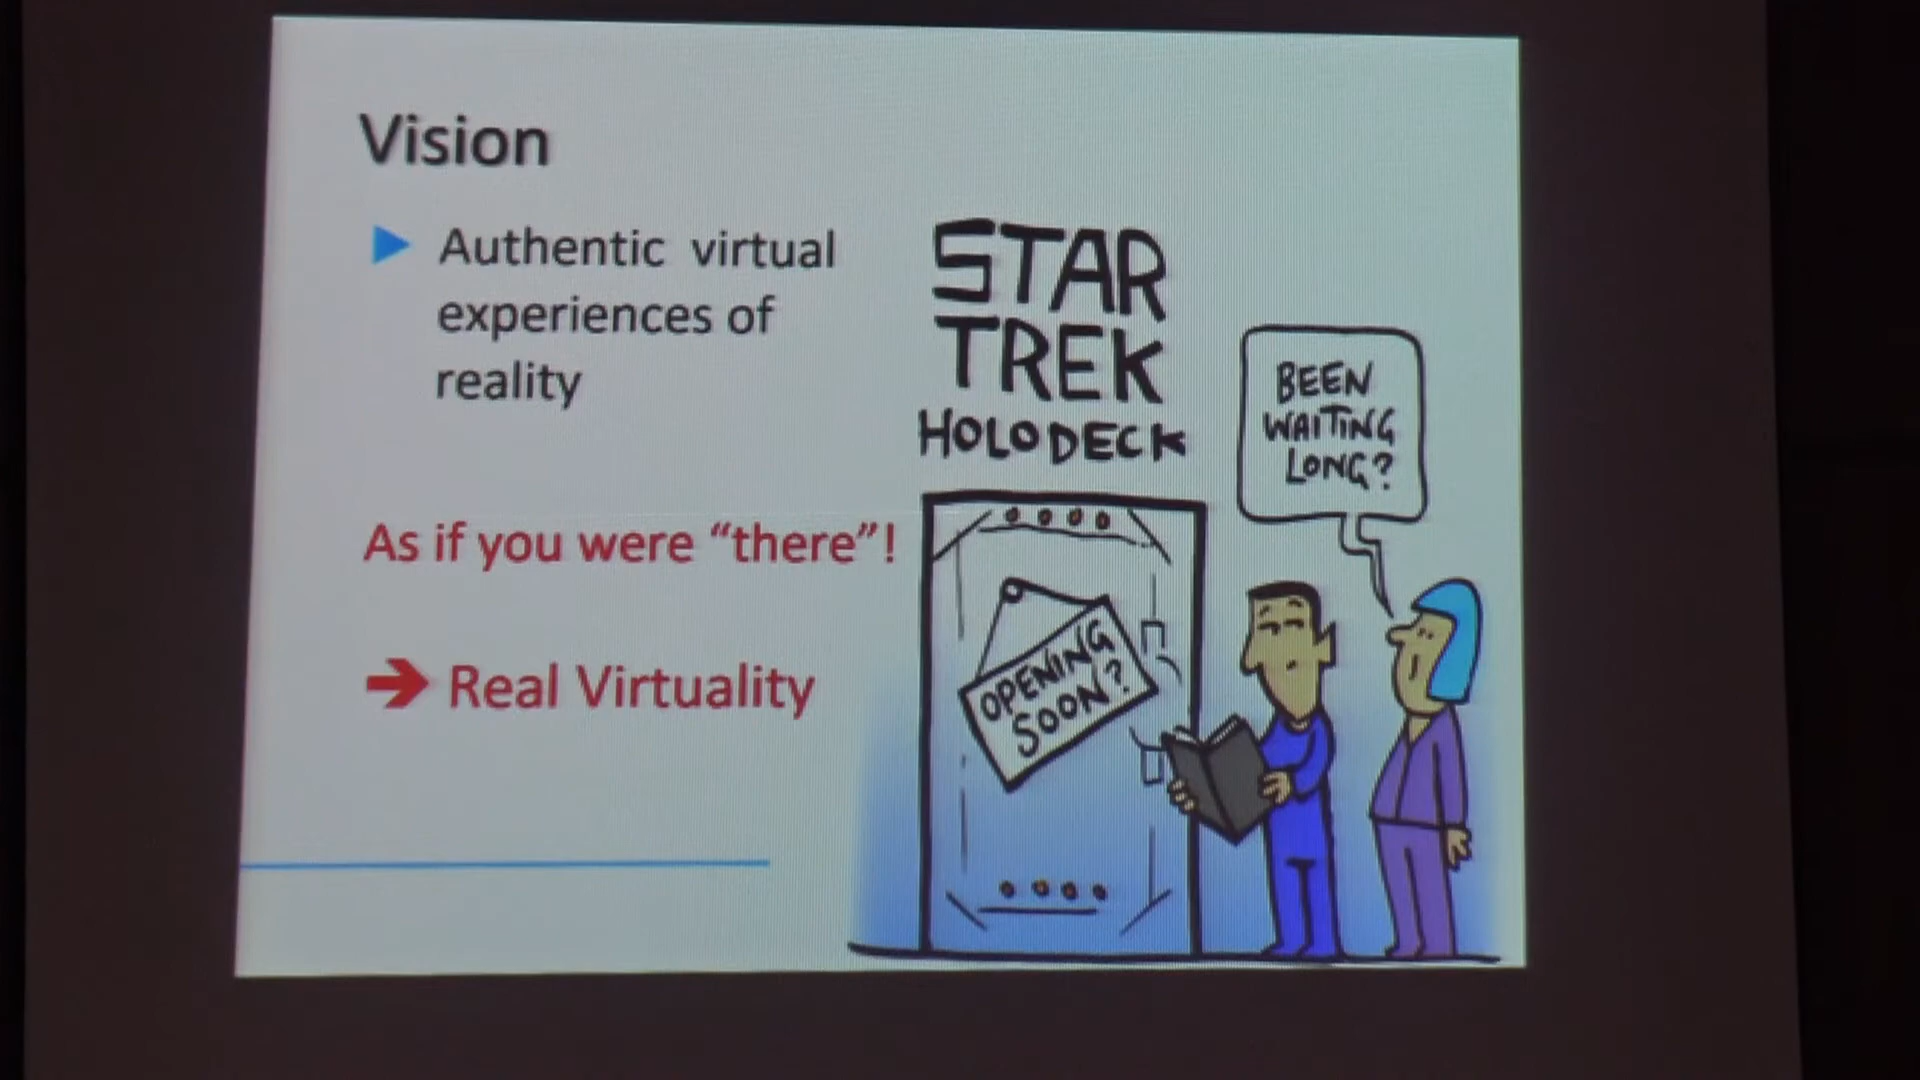 Vision
Authentic virtual
experiences of
reality
As if you were “there”!
Real Virtuality
STAR
TREK
HOLODECK
BEEN
WAITING
LONG?
OPENING
SOON?